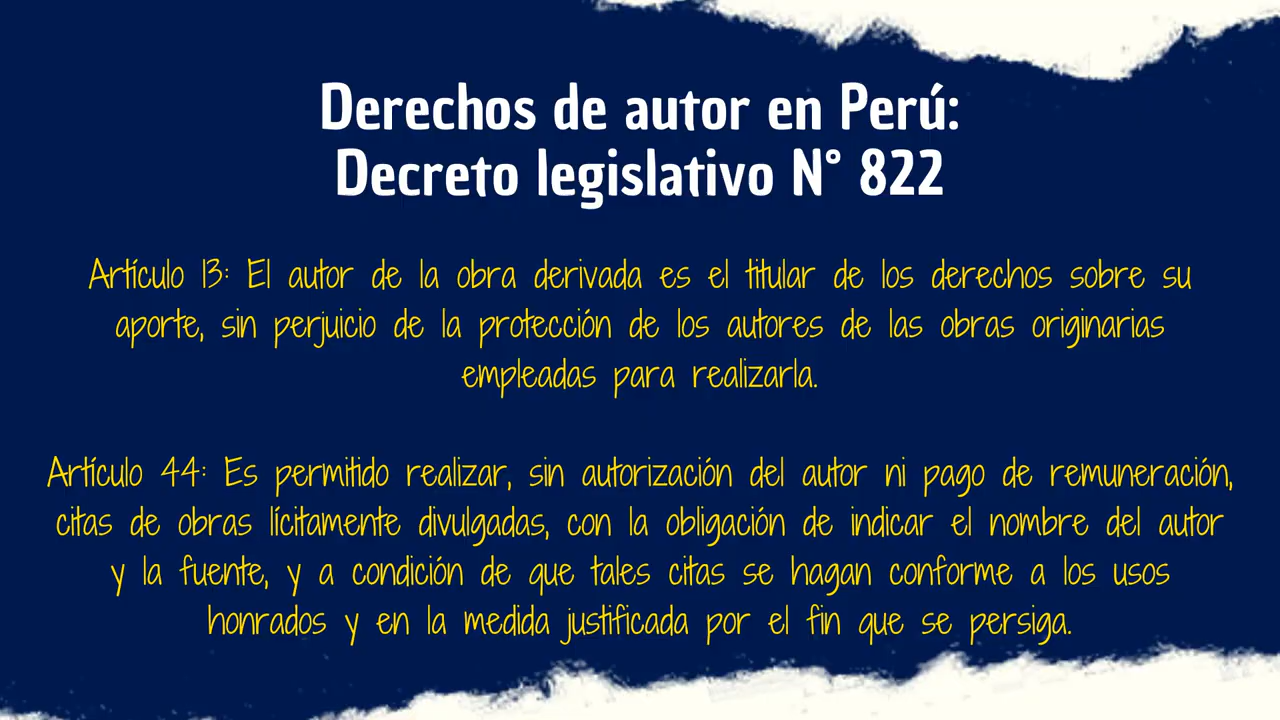 Derechos de autor en Perú:
Decreto legislativo N° 822
Artículo 13: El autor de la obra derivada es el titular de los derechos sobre su
aporte, sin perjuicio de la protección de los autores de las obras originarias
empleadas para realizarla.
Artículo 44: Es permitido realizar, sin autorización del autor ni pago de remuneración,
citas de obras lícitamente divulgadas, con la obligación de indicar el nombre del autor
y la fuente, y a condición de que tales citas se hagan conforme a los usos
honrados y en la medida justificada por el fin que se persiga.